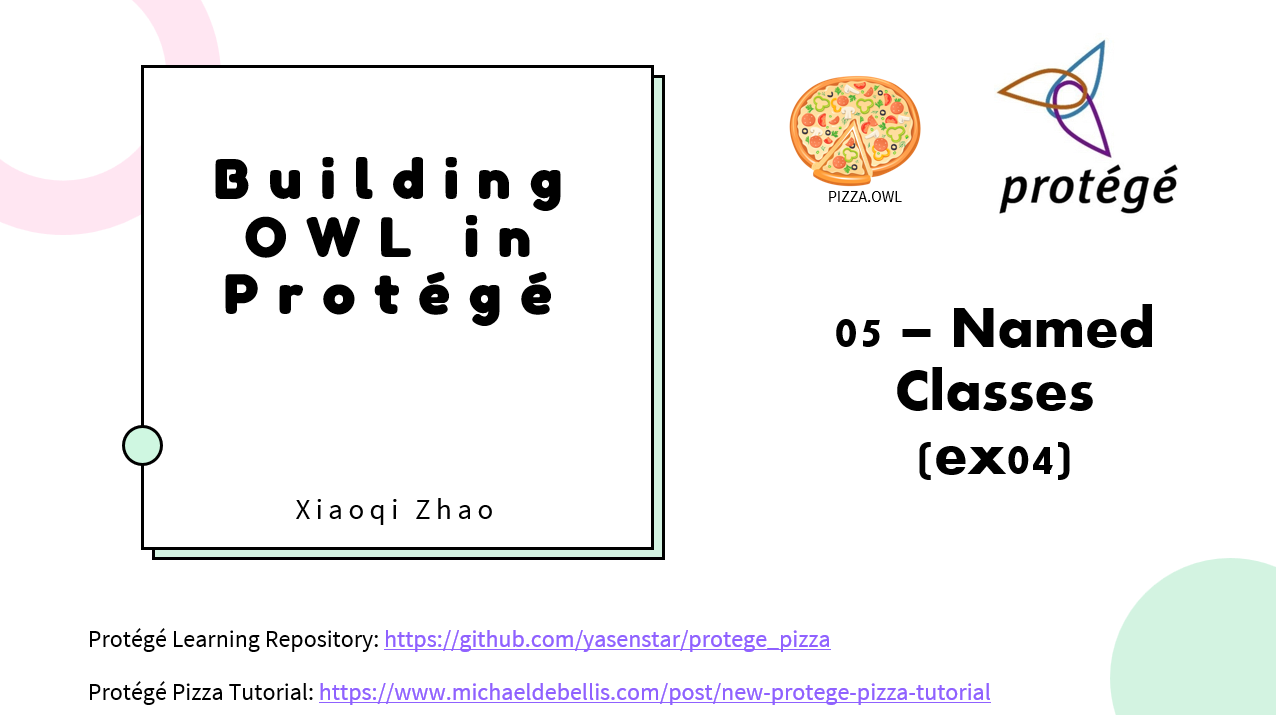 Building
OWL in
Protégé
Xiaoqi Zhao
PIZZA.OWL
protégé
05 – Named
Classes
(ex04)
Protégé Learning Repository: https://github.com/yasenstar/protege_pizza
Protégé Pizza Tutorial: https://www.michaeldebellis.com/post/new-protege-pizza-tutorial